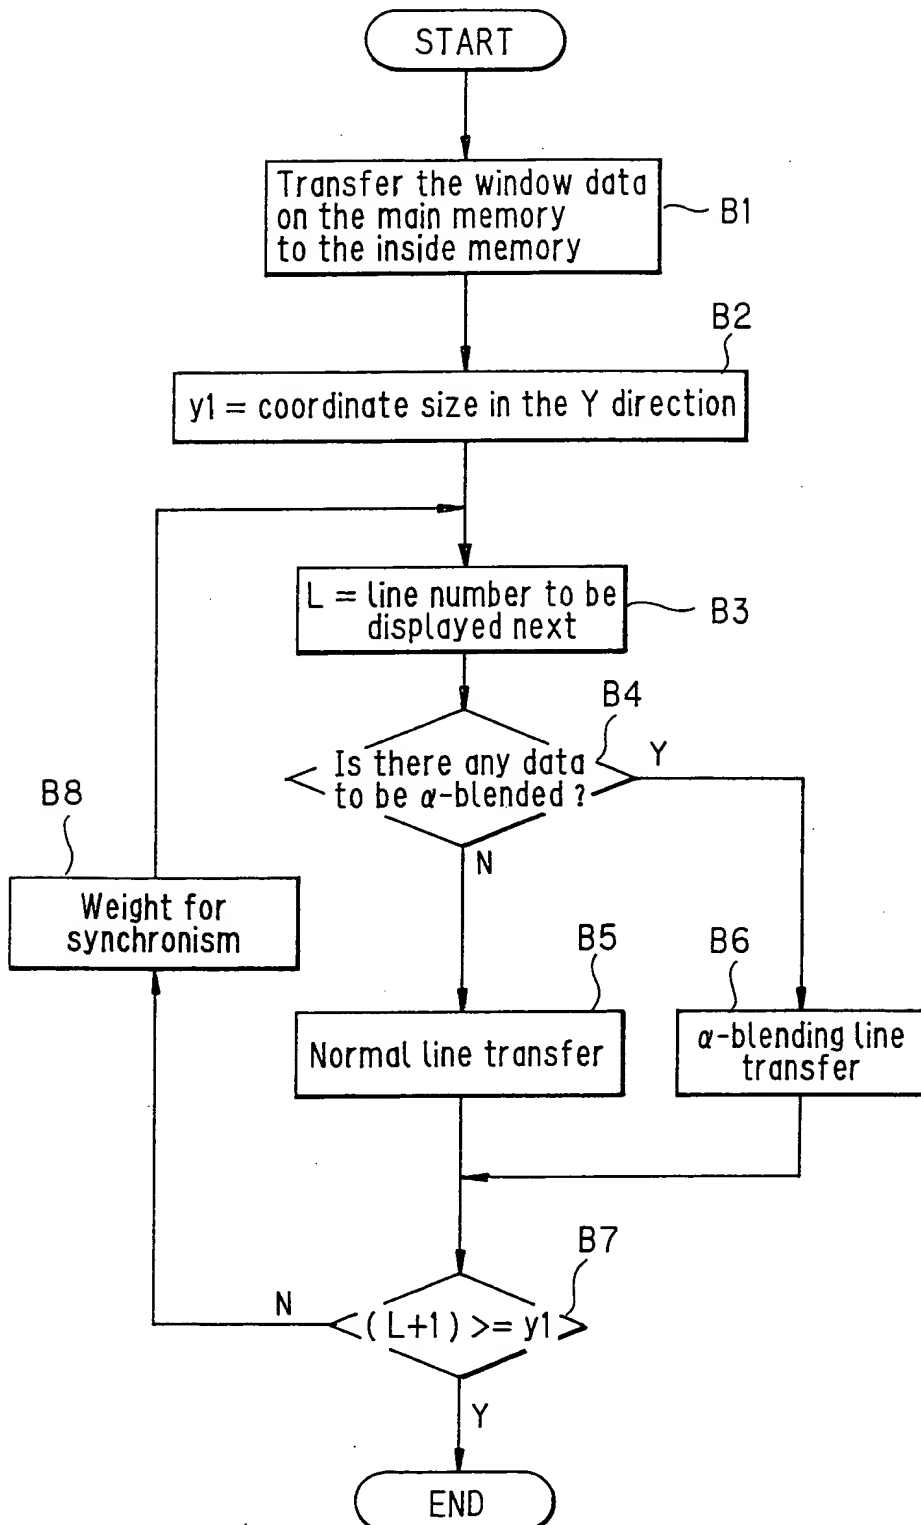 START
Transfer the window data
on the main memory
to the inside memory
B1
B2
y1 = coordinate size in the Y direction
L = line number to be
displayed next
B3
B4
Is there any data
to be α-blended ?
Y
N
B8
Weight for
synchronism
B5
Normal line transfer
B6
α-blending line
transfer
B7
( L+1 ) >= y1
N
Y
END